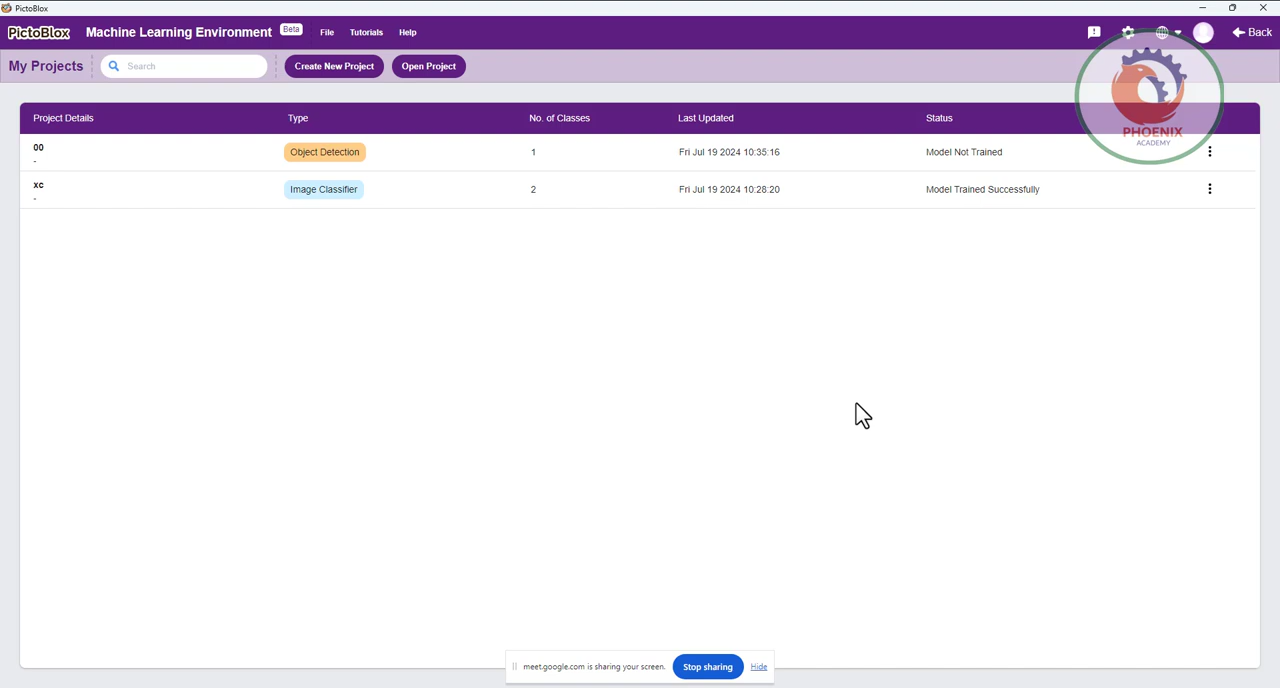 PictoBlox
PictoBlox Machine Learning Environment Beta File Tutorials Help Back
My Projects Search Create New Project Open Project
PHOENIX
ACADEMY
Project Details Type No. of Classes Last Updated Status
00 Object Detection 1 Fri Jul 19 2024 10:35:16 Model Not Trained
-
xc Image Classifier 2 Fri Jul 19 2024 10:28:20 Model Trained Successfully
-
meet.google.com is sharing your screen. Stop sharing Hide